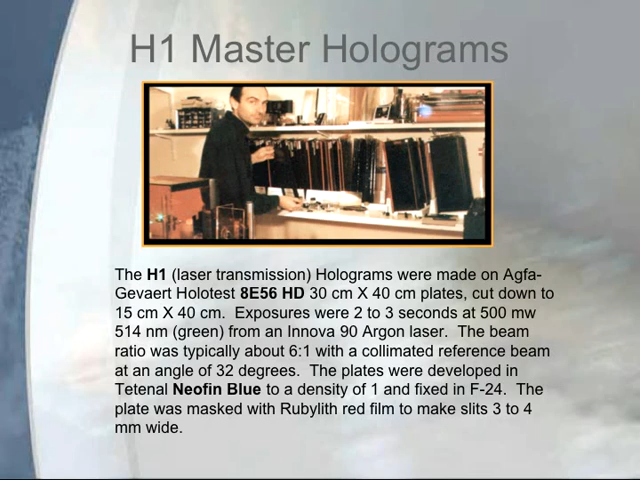 H1 Master Holograms
The H1 (laser transmission) Holograms were made on Agfa-
Gevaert Holotest 8E56 HD 30 cm X 40 cm plates, cut down to
15 cm X 40 cm.  Exposures were 2 to 3 seconds at 500 mw
514 nm (green) from an Innova 90 Argon laser.  The beam
ratio was typically about 6:1 with a collimated reference beam
at an angle of 32 degrees.  The plates were developed in
Tetenal Neofin Blue to a density of 1 and fixed in F-24.  The
plate was masked with Rubylith red film to make slits 3 to 4
mm wide.